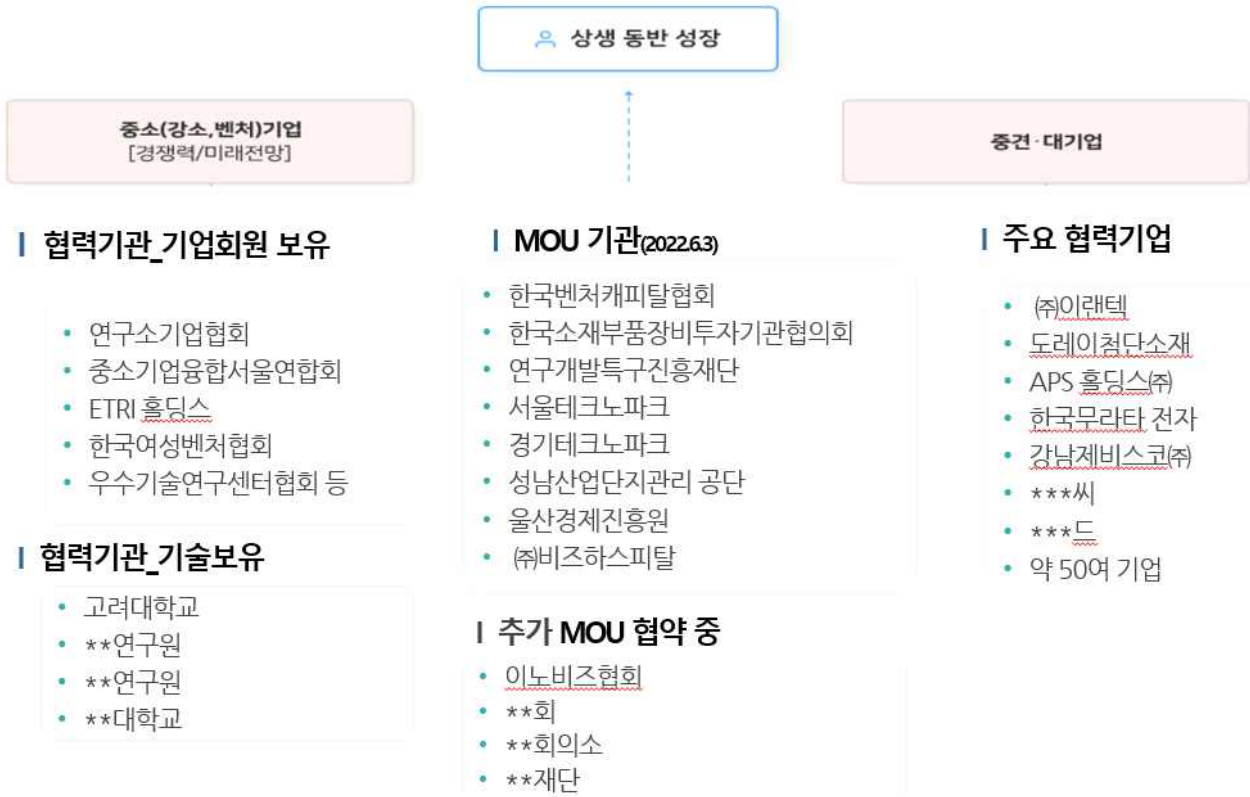 상생 동반 성장
중소(강소,벤처)기업
[경쟁력/미래전망]
중견·대기업
협력기관_기업회원 보유
• 연구소기업협회
• 중소기업융합서울연합회
• ETRI 홀딩스
• 한국여성벤처협회
• 우수기술연구센터협회 등
협력기관_기술보유
• 고려대학교
• **연구원
• **연구원
• **대학교
MOU 기관(2022.6.3)
• 한국벤처캐피탈협회
• 한국소재부품장비투자기관협의회
• 연구개발특구진흥재단
• 서울테크노파크
• 경기테크노파크
• 성남산업단지관리 공단
• 울산경제진흥원
• ㈜비즈하스피탈
추가 MOU 협약 중
• 이노비즈협회
• **회
• **회의소
• **재단
주요 협력기업
• ㈜이랜텍
• 도레이첨단소재
• APS 홀딩스㈜
• 한국무라타 전자
• 강남제비스코㈜
• ***씨
• ***드
• 약 50여 기업